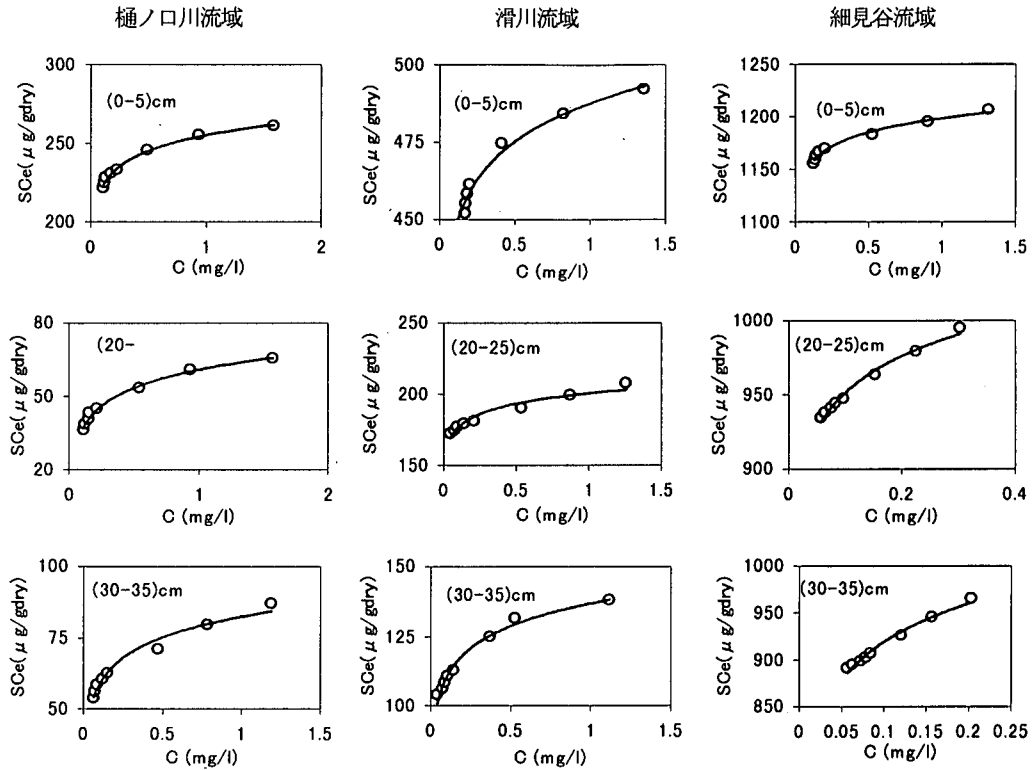 樋ノ口川流域
滑川流域
細見谷流域
SCe(μg/gdry)
300
250
200
(0-5)cm
0
1
2
C (mg/l)
SCe(μg/gdry)
500
475
450
(0-5)cm
0
0.5
1
1.5
C (mg/l)
SCe(μg/gdry)
1250
1200
1150
1100
(0-5)cm
0
0.5
1
1.5
C (mg/l)
SCe(μg/gdry)
80
50
20
(20-
0
1
2
C (mg/l)
SCe(μg/gdry)
250
200
150
(20-25)cm
0
0.5
1
1.5
C (mg/l)
SCe(μg/gdry)
1000
950
900
(20-25)cm
0
0.2
0.4
C (mg/l)
SCe(μg/gdry)
100
75
50
(30-35)cm
0
0.5
1
1.5
C (mg/l)
SCe(μg/gdry)
150
125
100
(30-35)cm
0
0.5
1
1.5
C (mg/l)
SCe(μg/gdry)
1000
950
900
850
(30-35)cm
0
0.05
0.1
0.15
0.2
0.25
C (mg/l)